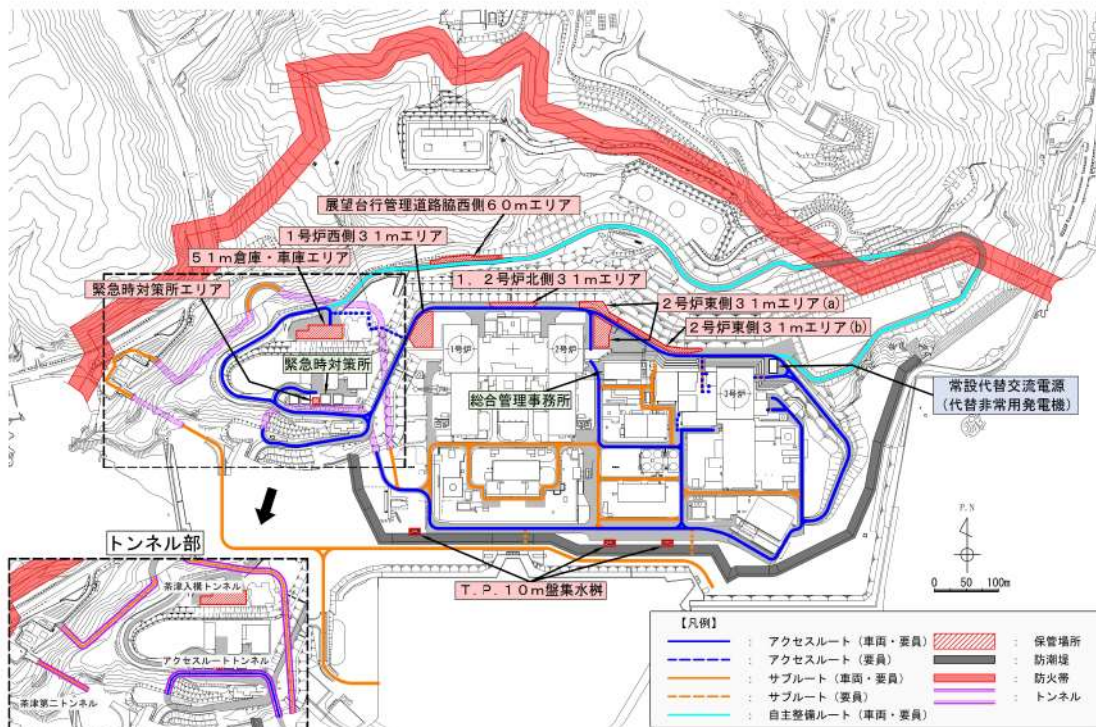 展望台行管理道路脇西側６０ｍエリア
１号炉西側３１ｍエリア
５１ｍ倉庫・車庫エリア
緊急時対策所エリア
１，２号炉北側３１ｍエリア
２号炉東側３１ｍエリア(a)
２号炉東側３１ｍエリア(b)
1号炉
2号炉
3号炉
緊急時対策所
総合管理事務所
常設代替交流電源
(代替非常用発電機)
P.N
0 50 100m
トンネル部
茶津入構トンネル
アクセスルートトンネル
茶津第二トンネル
Ｔ．Ｐ．１０ｍ盤集水桝
【凡例】
： アクセスルート（車両・要員）
： アクセスルート（要員）
： サブルート（車両・要員）
： サブルート（要員）
： 自主整備ルート（車両・要員）
： 保管場所
： 防潮堤
： 防火帯
： トンネル